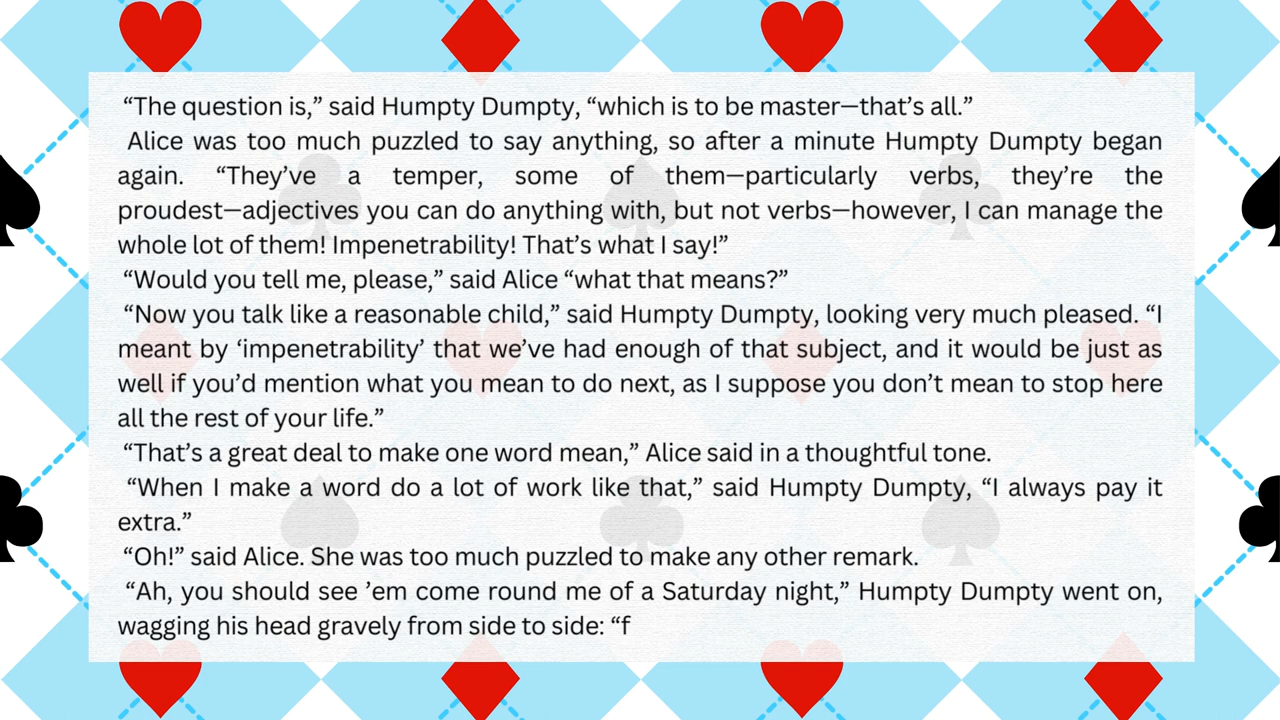 “The question is,” said Humpty Dumpty, “which is to be master—that’s all.”
Alice was too much puzzled to say anything, so after a minute Humpty Dumpty began
again. “They’ve a temper, some of them—particularly verbs, they’re the
proudest—adjectives you can do anything with, but not verbs—however, I can manage the
whole lot of them! Impenetrability! That’s what I say!”
“Would you tell me, please,” said Alice “what that means?”
“Now you talk like a reasonable child,” said Humpty Dumpty, looking very much pleased. “I
meant by ‘impenetrability’ that we’ve had enough of that subject, and it would be just as
well if you’d mention what you mean to do next, as I suppose you don’t mean to stop here
all the rest of your life.”
“That’s a great deal to make one word mean,” Alice said in a thoughtful tone.
“When I make a word do a lot of work like that,” said Humpty Dumpty, “I always pay it
extra.”
“Oh!” said Alice. She was too much puzzled to make any other remark.
“Ah, you should see ’em come round me of a Saturday night,” Humpty Dumpty went on,
wagging his head gravely from side to side: “f